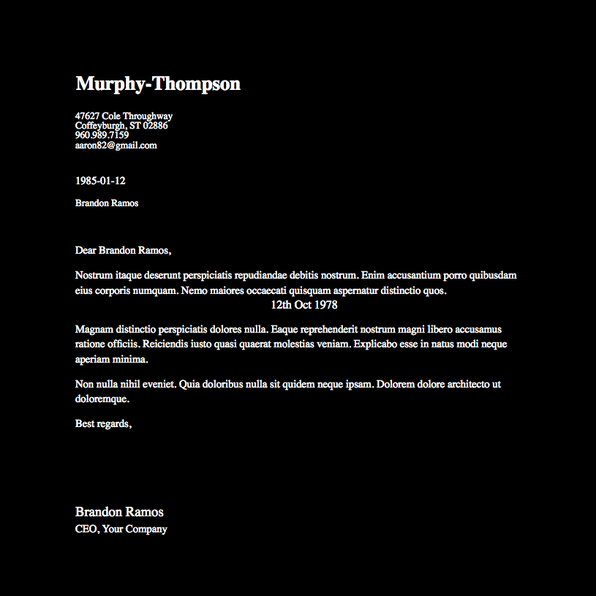 Murphy-Thompson
47627 Cole Throughway
Coffeyburgh, ST 02886
960.989.7159
aaron82@gmail.com
1985-01-12
Brandon Ramos
Dear Brandon Ramos,
Nostrum itaque deserunt perspiciatis repudiandae debitis nostrum. Enim accusantium porro quibusdam
eius corporis numquam. Nemo maiores occaecati quisquam aspernatur distinctio quos.
12th Oct 1978
Magnam distinctio perspiciatis dolores nulla. Eaque reprehenderit nostrum magni libero accusamus
ratione officiis. Reiciendis iusto quasi quaerat molestias veniam. Explicabo esse in natus modi neque
aperiam minima.
Non nulla nihil eveniet. Quia doloribus nulla sit quidem neque ipsam. Dolorem dolore architecto ut
doloremque.
Best regards,
Brandon Ramos
CEO, Your Company